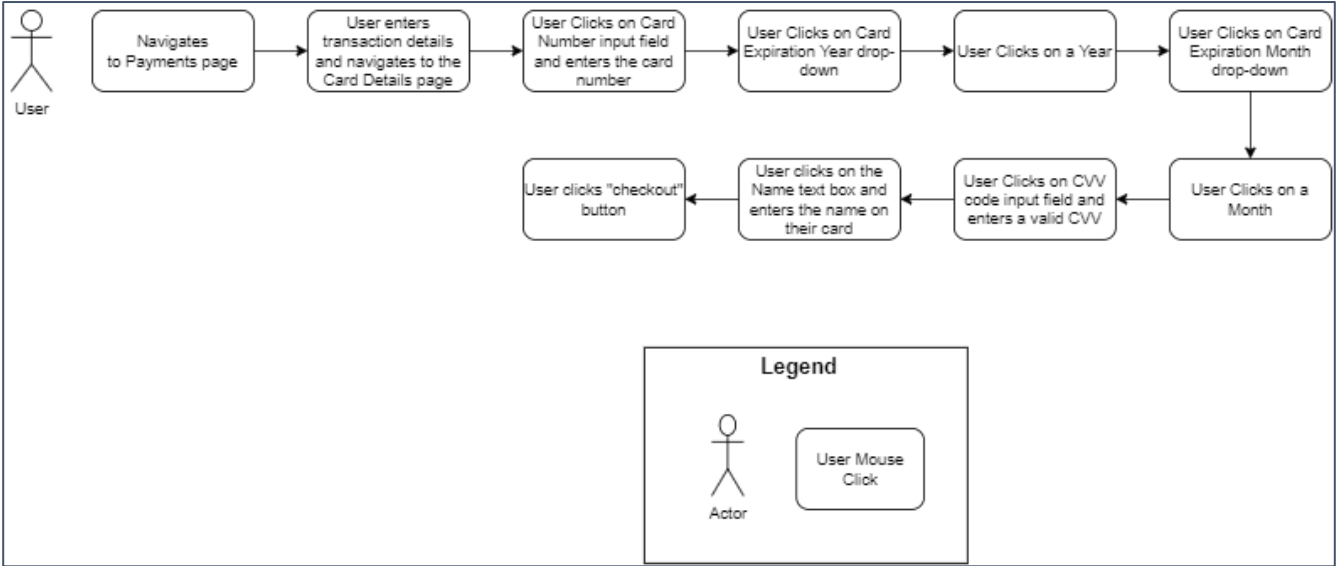 User
Navigates
to Payments page
User enters
transaction details
and navigates to the
Card Details page
User Clicks on Card
Number input field
and enters the card
number
User Clicks on Card
Expiration Year drop-
down
User Clicks on a Year
User Clicks on Card
Expiration Month
drop-down
User Clicks on a
Month
User Clicks on CVV
code input field and
enters a valid CVV
User clicks on the
Name text box and
enters the name on
their card
User clicks "checkout"
button
Legend
Actor
User Mouse
Click